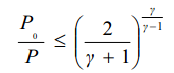 P₀/P ≤ (2/(γ + 1))^(γ/(γ−1))